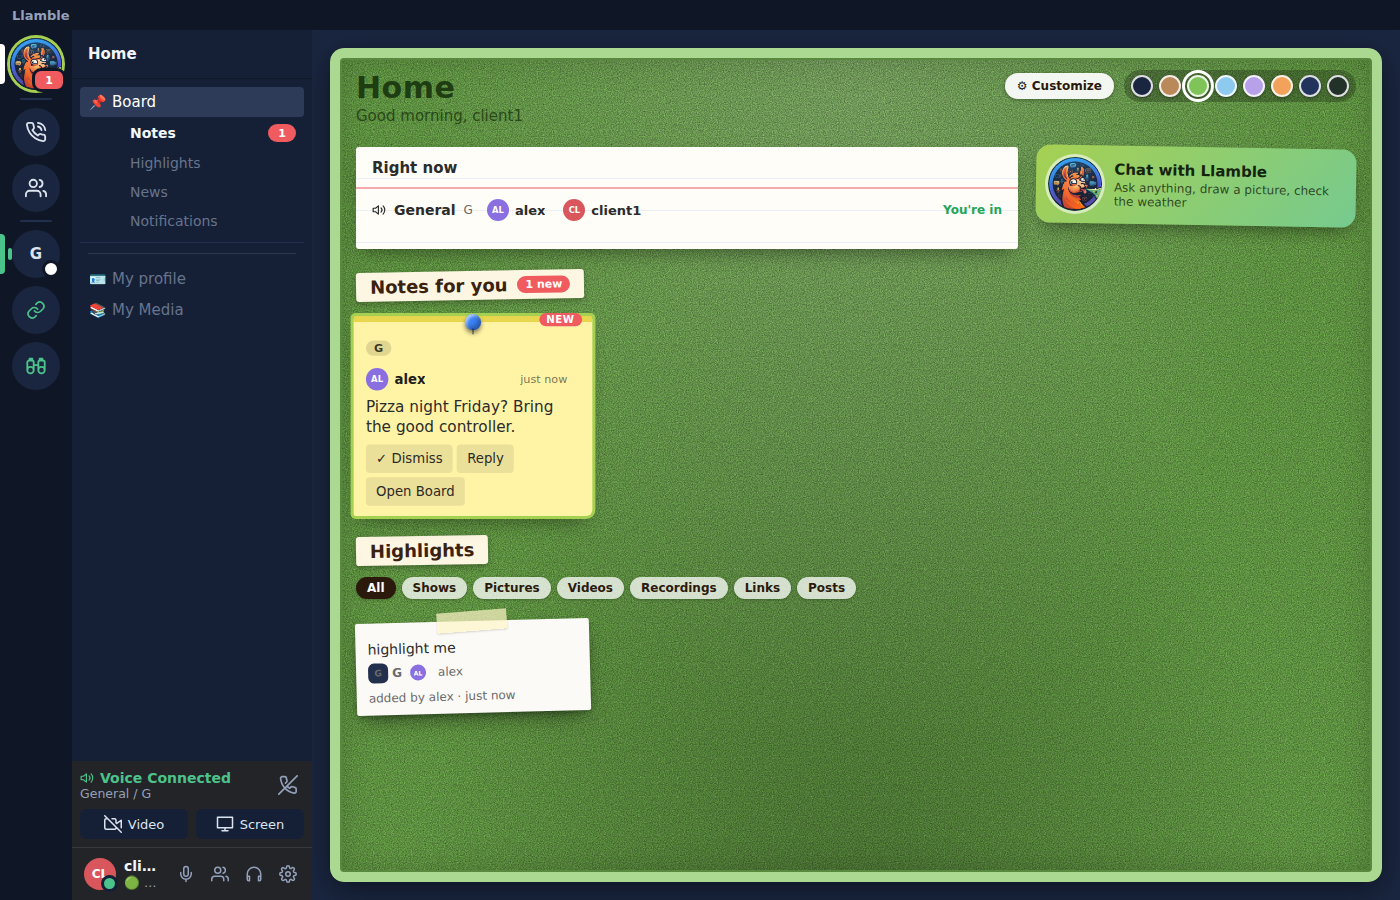 Llamble
1
Home
📌 Board
Notes 1
Highlights
News
Notifications
G
🪪 My profile
📚 My Media
Voice Connected
General / G
Video
Screen
CL
cli...
...
Home
Good morning, client1
⚙ Customize
Right now
General G AL alex CL client1 You're in
Chat with Llamble
Ask anything, draw a picture, check
the weather
Notes for you 1 new
NEW
G
AL alex just now
Pizza night Friday? Bring
the good controller.
✓ Dismiss Reply
Open Board
Highlights
All Shows Pictures Videos Recordings Links Posts
highlight me
G G AL alex
added by alex · just now